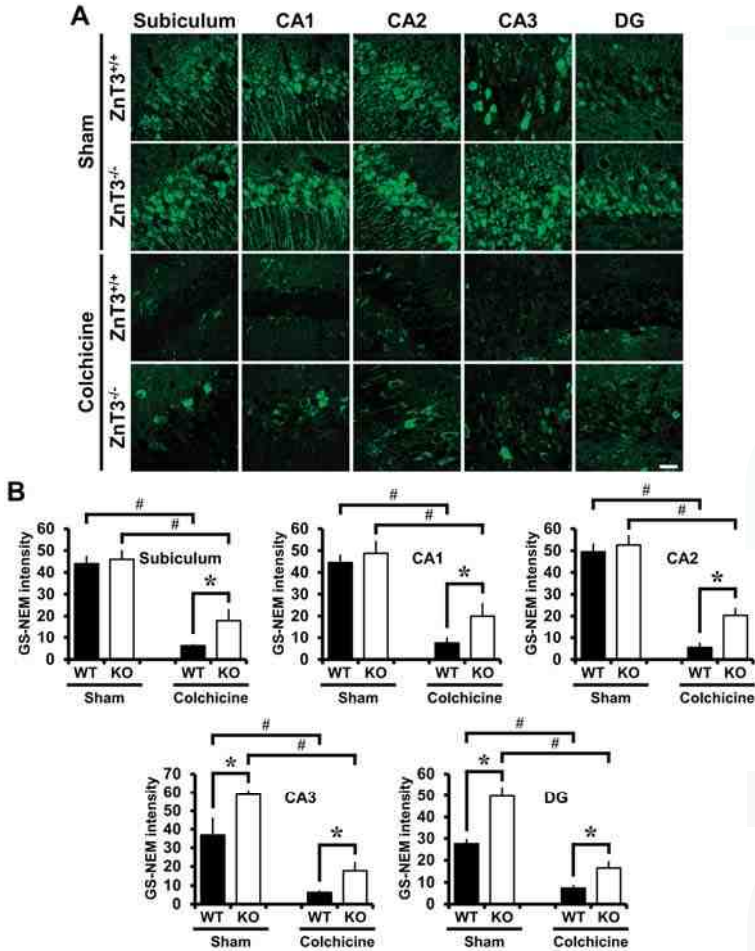 A
Subiculum CA1 CA2 CA3 DG
Sham
ZnT3+/+
ZnT3-/-
Colchicine
ZnT3+/+
ZnT3-/-
B
# # #
# # #
GS-NEM intensity 60 50 40 30 20 10 0 Subiculum *
GS-NEM intensity 60 50 40 30 20 10 0 CA1 *
GS-NEM intensity 60 50 40 30 20 10 0 CA2 *
WT KO WT KO WT KO WT KO WT KO WT KO
Sham Colchicine Sham Colchicine Sham Colchicine
# #
# #
GS-NEM intensity 70 60 50 40 30 20 10 0 * CA3 *
GS-NEM intensity 60 50 40 30 20 10 0 * DG *
WT KO WT KO WT KO WT KO
Sham Colchicine Sham Colchicine